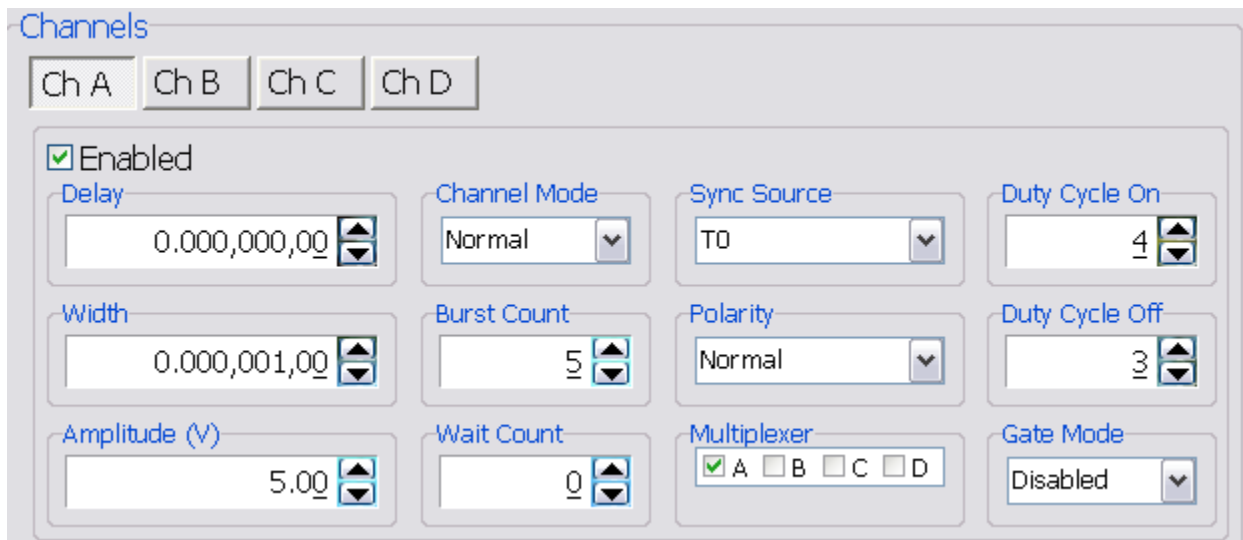 Channels
Ch A Ch B Ch C Ch D
Enabled
Delay Channel Mode Sync Source Duty Cycle On
0.000,000,00 Normal T0 4
Width Burst Count Polarity Duty Cycle Off
0.000,001,00 5 Normal 3
Amplitude (V) Wait Count Multiplexer Gate Mode
5.00 0 A B C D Disabled